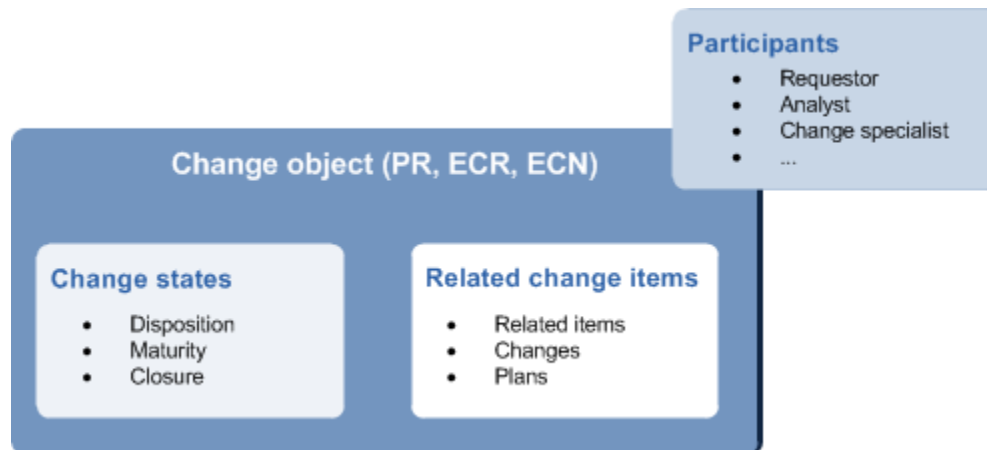 Participants
• Requestor
• Analyst
• Change specialist
• ...
Change object (PR, ECR, ECN)
Change states
• Disposition
• Maturity
• Closure
Related change items
• Related items
• Changes
• Plans